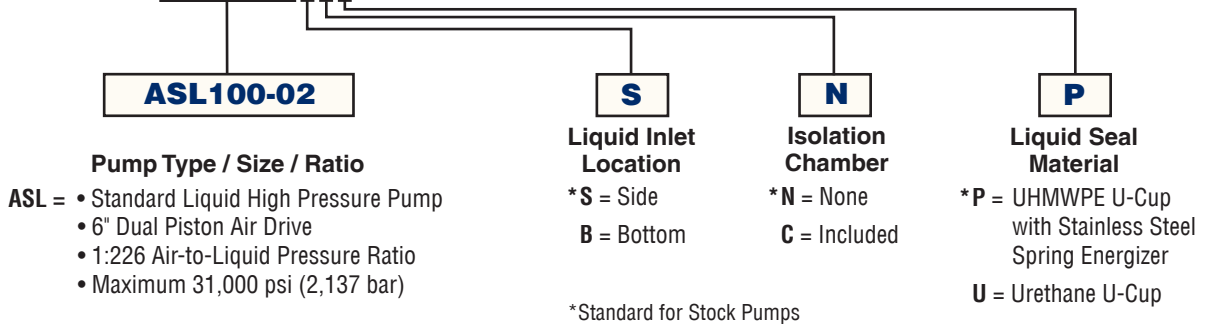 ASL100-02
S
N
P
Pump Type / Size / Ratio
ASL = • Standard Liquid High Pressure Pump
• 6" Dual Piston Air Drive
• 1:226 Air-to-Liquid Pressure Ratio
• Maximum 31,000 psi (2,137 bar)
Liquid Inlet
Location
*S = Side
B = Bottom
Isolation
Chamber
*N = None
C = Included
Liquid Seal
Material
*P = UHMWPE U-Cup
with Stainless Steel
Spring Energizer
U = Urethane U-Cup
*Standard for Stock Pumps